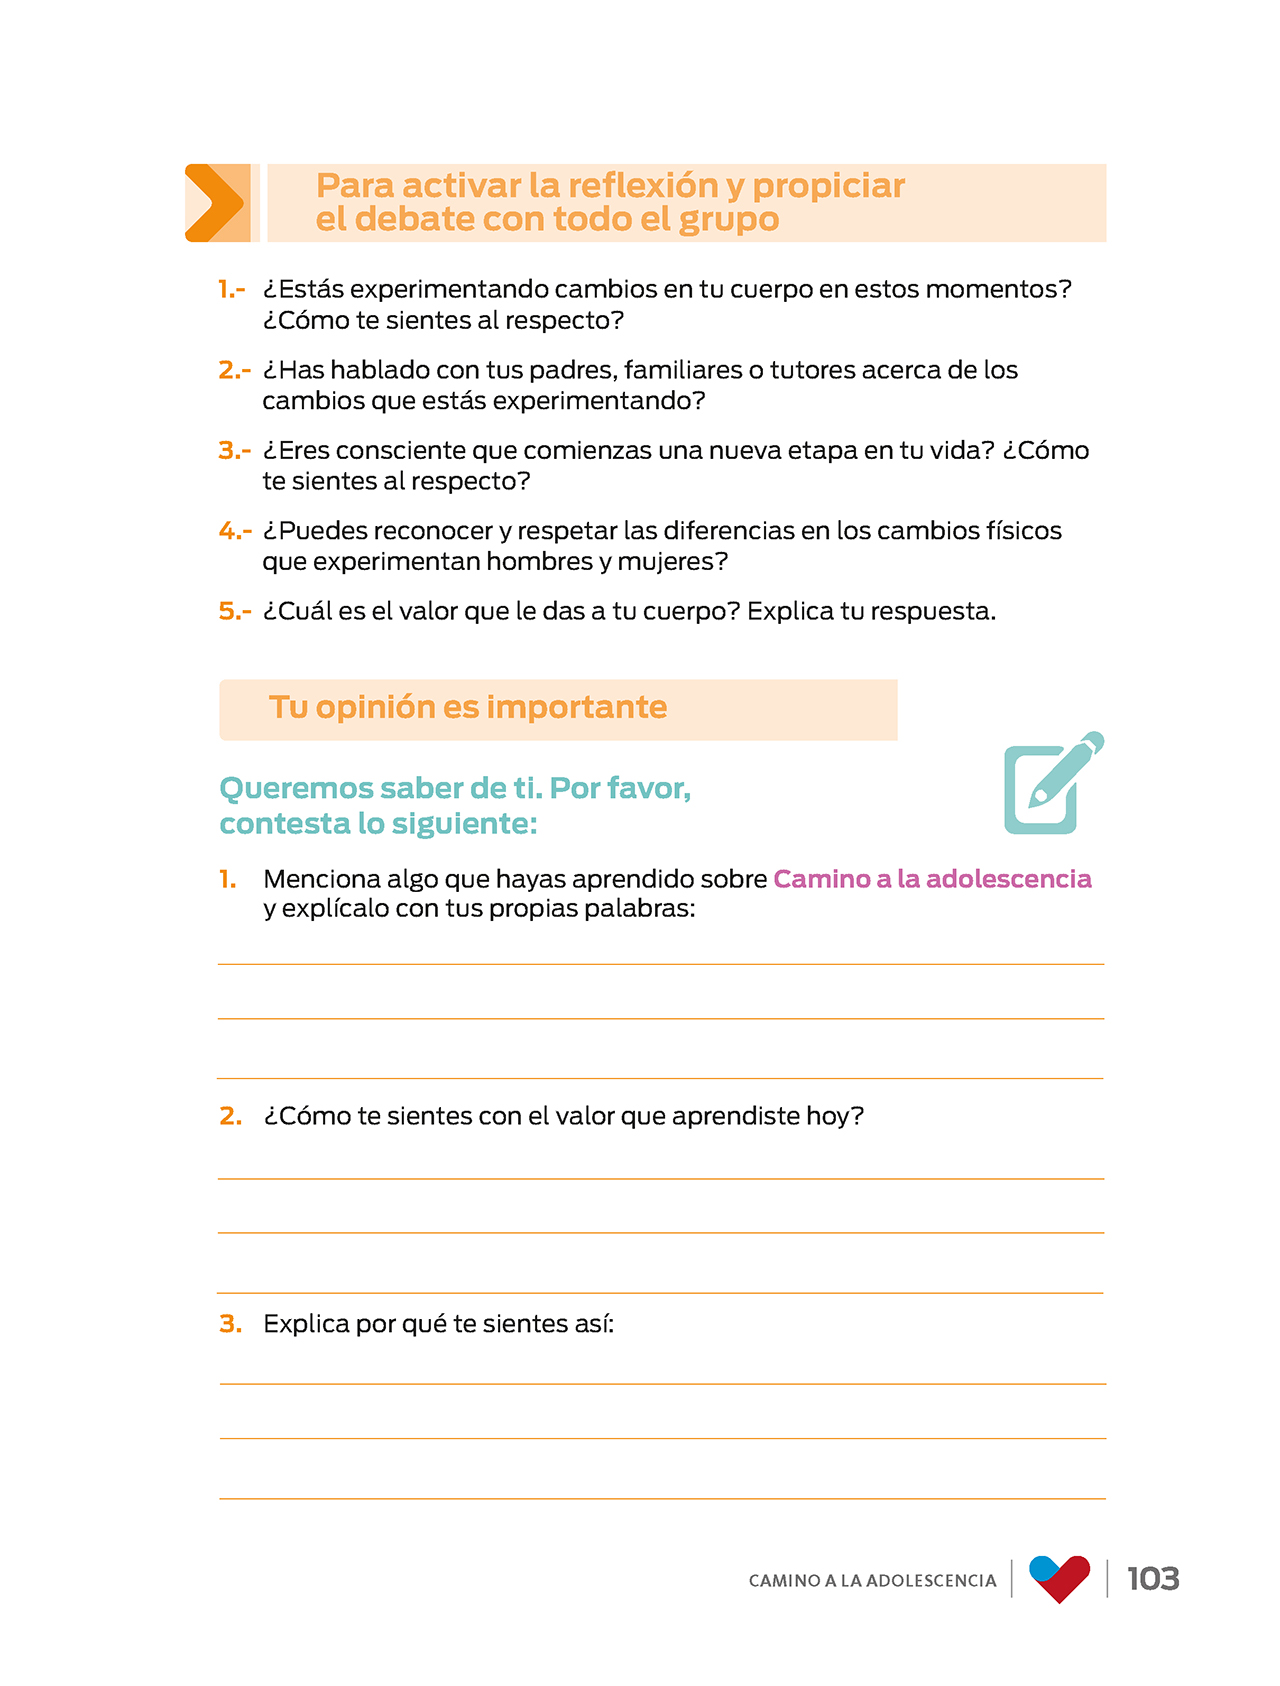 Para activar la reflexión y propiciar
el debate con todo el grupo
1.- ¿Estás experimentando cambios en tu cuerpo en estos momentos?
¿Cómo te sientes al respecto?
2.- ¿Has hablado con tus padres, familiares o tutores acerca de los
cambios que estás experimentando?
3.- ¿Eres consciente que comienzas una nueva etapa en tu vida? ¿Cómo
te sientes al respecto?
4.- ¿Puedes reconocer y respetar las diferencias en los cambios físicos
que experimentan hombres y mujeres?
5.- ¿Cuál es el valor que le das a tu cuerpo? Explica tu respuesta.
Tu opinión es importante
Queremos saber de ti. Por favor,
contesta lo siguiente:
1. Menciona algo que hayas aprendido sobre Camino a la adolescencia
y explícalo con tus propias palabras:
2. ¿Cómo te sientes con el valor que aprendiste hoy?
3. Explica por qué te sientes así:
CAMINO A LA ADOLESCENCIA 103